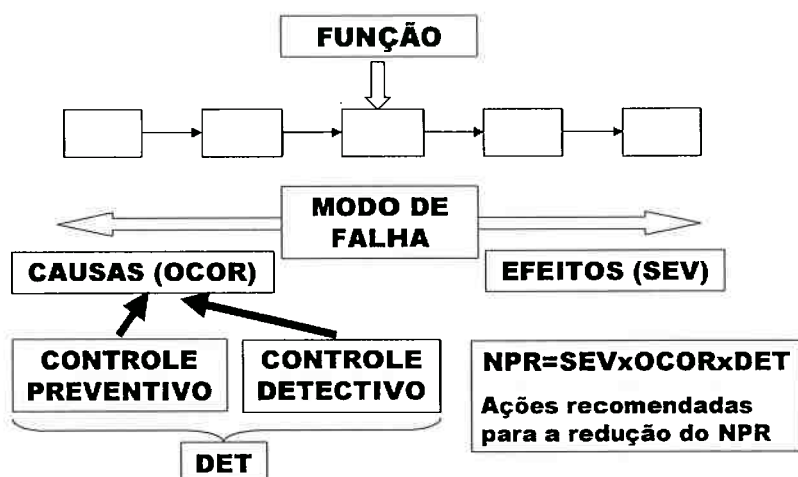 FUNÇÃO
MODO DE
FALHA
CAUSAS (OCOR)
EFEITOS (SEV)
CONTROLE
PREVENTIVO
CONTROLE
DETECTIVO
DET
NPR=SEVxOCORxDET
Ações recomendadas
para a redução do NPR